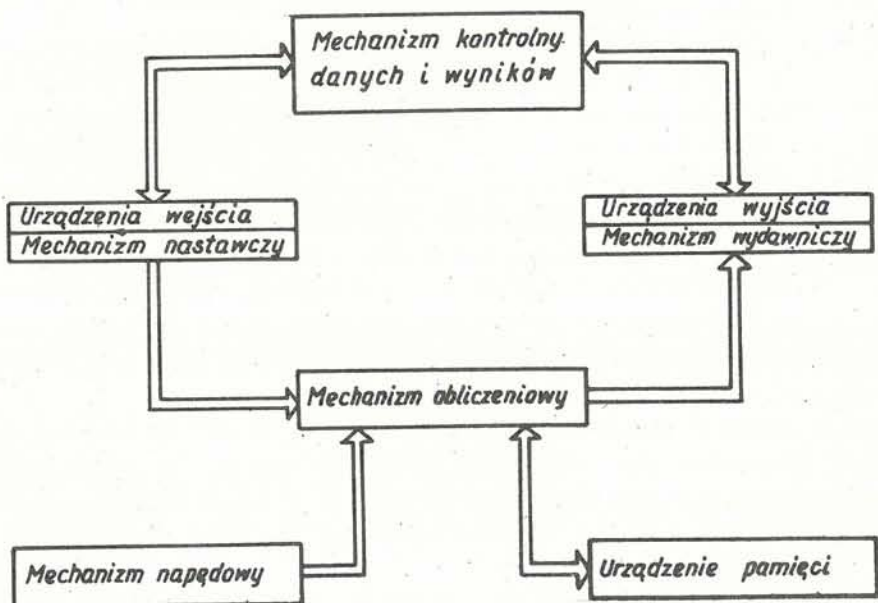 Mechanizm kontrolny
danych i wyników
Urządzenia wejścia
Mechanizm nastawczy
Urządzenia wyjścia
Mechanizm wydawniczy
Mechanizm obliczeniowy
Mechanizm napędowy
Urządzenie pamięci